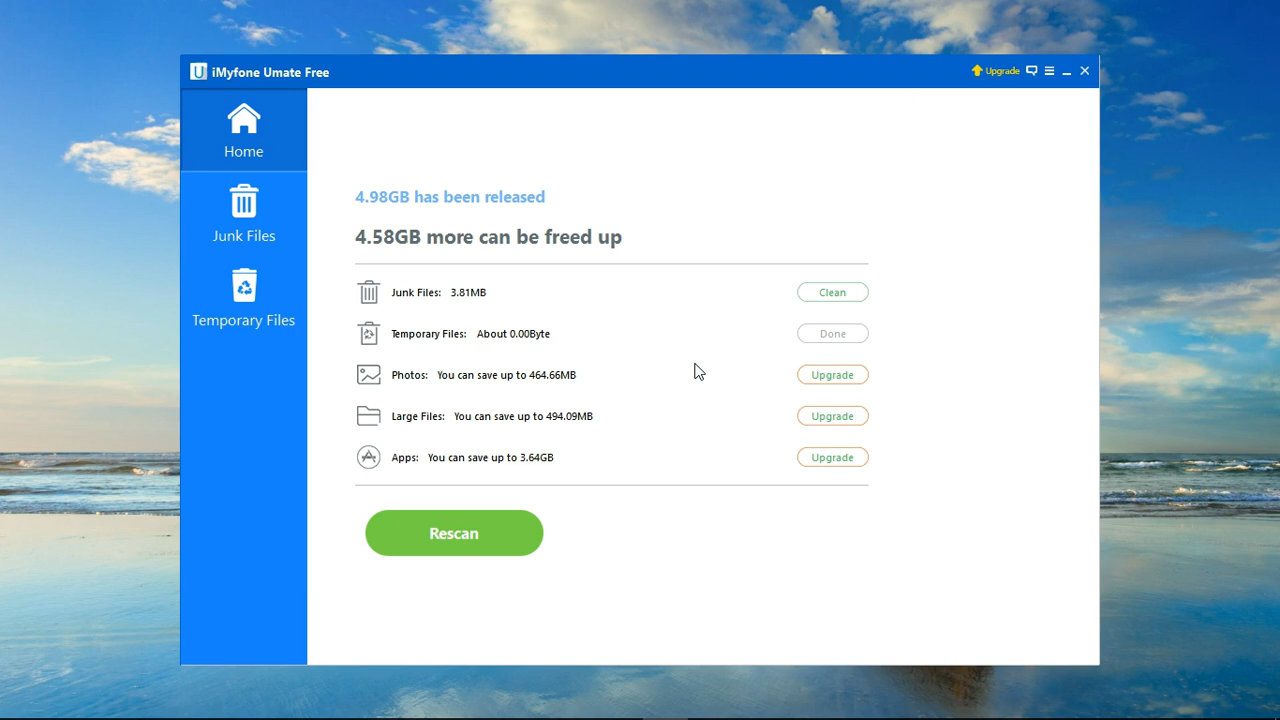 U iMyfone Umate Free
Upgrade
Home
Junk Files
Temporary Files
4.98GB has been released
4.58GB more can be freed up
Junk Files: 3.81MB
Clean
Temporary Files: About 0.00Byte
Done
Photos: You can save up to 464.66MB
Upgrade
Large Files: You can save up to 494.09MB
Upgrade
Apps: You can save up to 3.64GB
Upgrade
Rescan